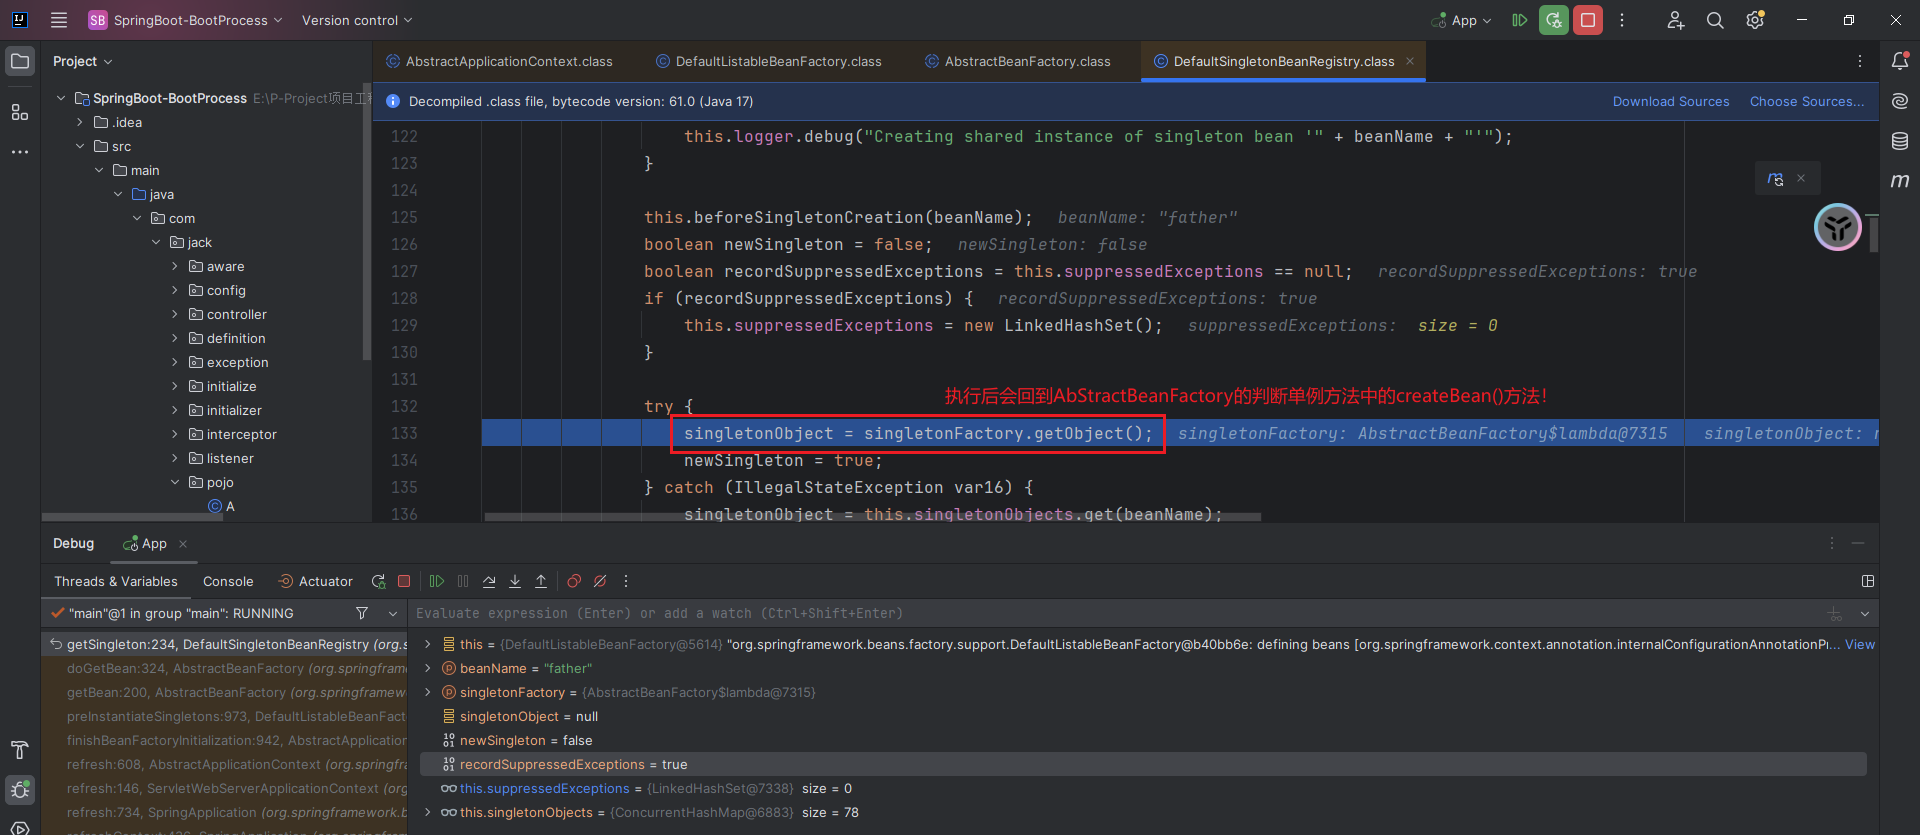 SB SpringBoot-BootProcess Version control App
Project
AbstractApplicationContext.class DefaultListableBeanFactory.class AbstractBeanFactory.class DefaultSingletonBeanRegistry.class
SpringBoot-BootProcess E:\P-Project项目工程
.idea
src
main
java
com
jack
aware
config
controller
definition
exception
initialize
initializer
interceptor
listener
pojo
A
Decompiled .class file, bytecode version: 61.0 (Java 17) Download Sources Choose Sources...
122 this.logger.debug("Creating shared instance of singleton bean '" + beanName + "'");
123 }
124
125 this.beforeSingletonCreation(beanName); beanName: "father"
126 boolean newSingleton = false; newSingleton: false
127 boolean recordSuppressedExceptions = this.suppressedExceptions == null; recordSuppressedExceptions: true
128 if (recordSuppressedExceptions) { recordSuppressedExceptions: true
129 this.suppressedExceptions = new LinkedHashSet(); suppressedExceptions: size = 0
130 }
131
执行后会回到AbStractBeanFactory的判断单例方法中的createBean()方法!
132 try {
133 singletonObject = singletonFactory.getObject(); singletonFactory: AbstractBeanFactory$lambda@7315 singletonObject:
134 newSingleton = true;
135 } catch (IllegalStateException var16) {
136 singletonObject = this.singletonObjects.get(beanName);
m
Debug App
Threads & Variables Console Actuator
"main"@1 in group "main": RUNNING
Evaluate expression (Enter) or add a watch (Ctrl+Shift+Enter)
getSingleton:234, DefaultSingletonBeanRegistry (org.s
doGetBean:324, AbstractBeanFactory (org.springframe
getBean:200, AbstractBeanFactory (org.springframew
preInstantiateSingletons:973, DefaultListableBeanFact
finishBeanFactoryInitialization:942, AbstractApplication
refresh:608, AbstractApplicationContext (org.springfr
refresh:146, ServletWebServerApplicationContext (org
refresh:734, SpringApplication (org.springframework.b
this = {DefaultListableBeanFactory@5614} "org.springframework.beans.factory.support.DefaultListableBeanFactory@b40bb6e: defining beans [org.springframework.context.annotation.internalConfigurationAnnotationPr... View
beanName = "father"
singletonFactory = {AbstractBeanFactory$lambda@7315}
singletonObject = null
newSingleton = false
recordSuppressedExceptions = true
this.suppressedExceptions = {LinkedHashSet@7338} size = 0
this.singletonObjects = {ConcurrentHashMap@6883} size = 78